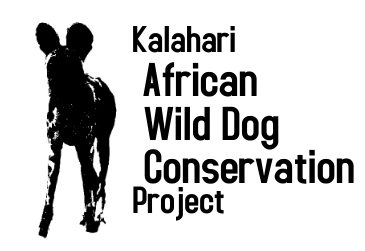 Kalahari
African
Wild Dog
Conservation
Project